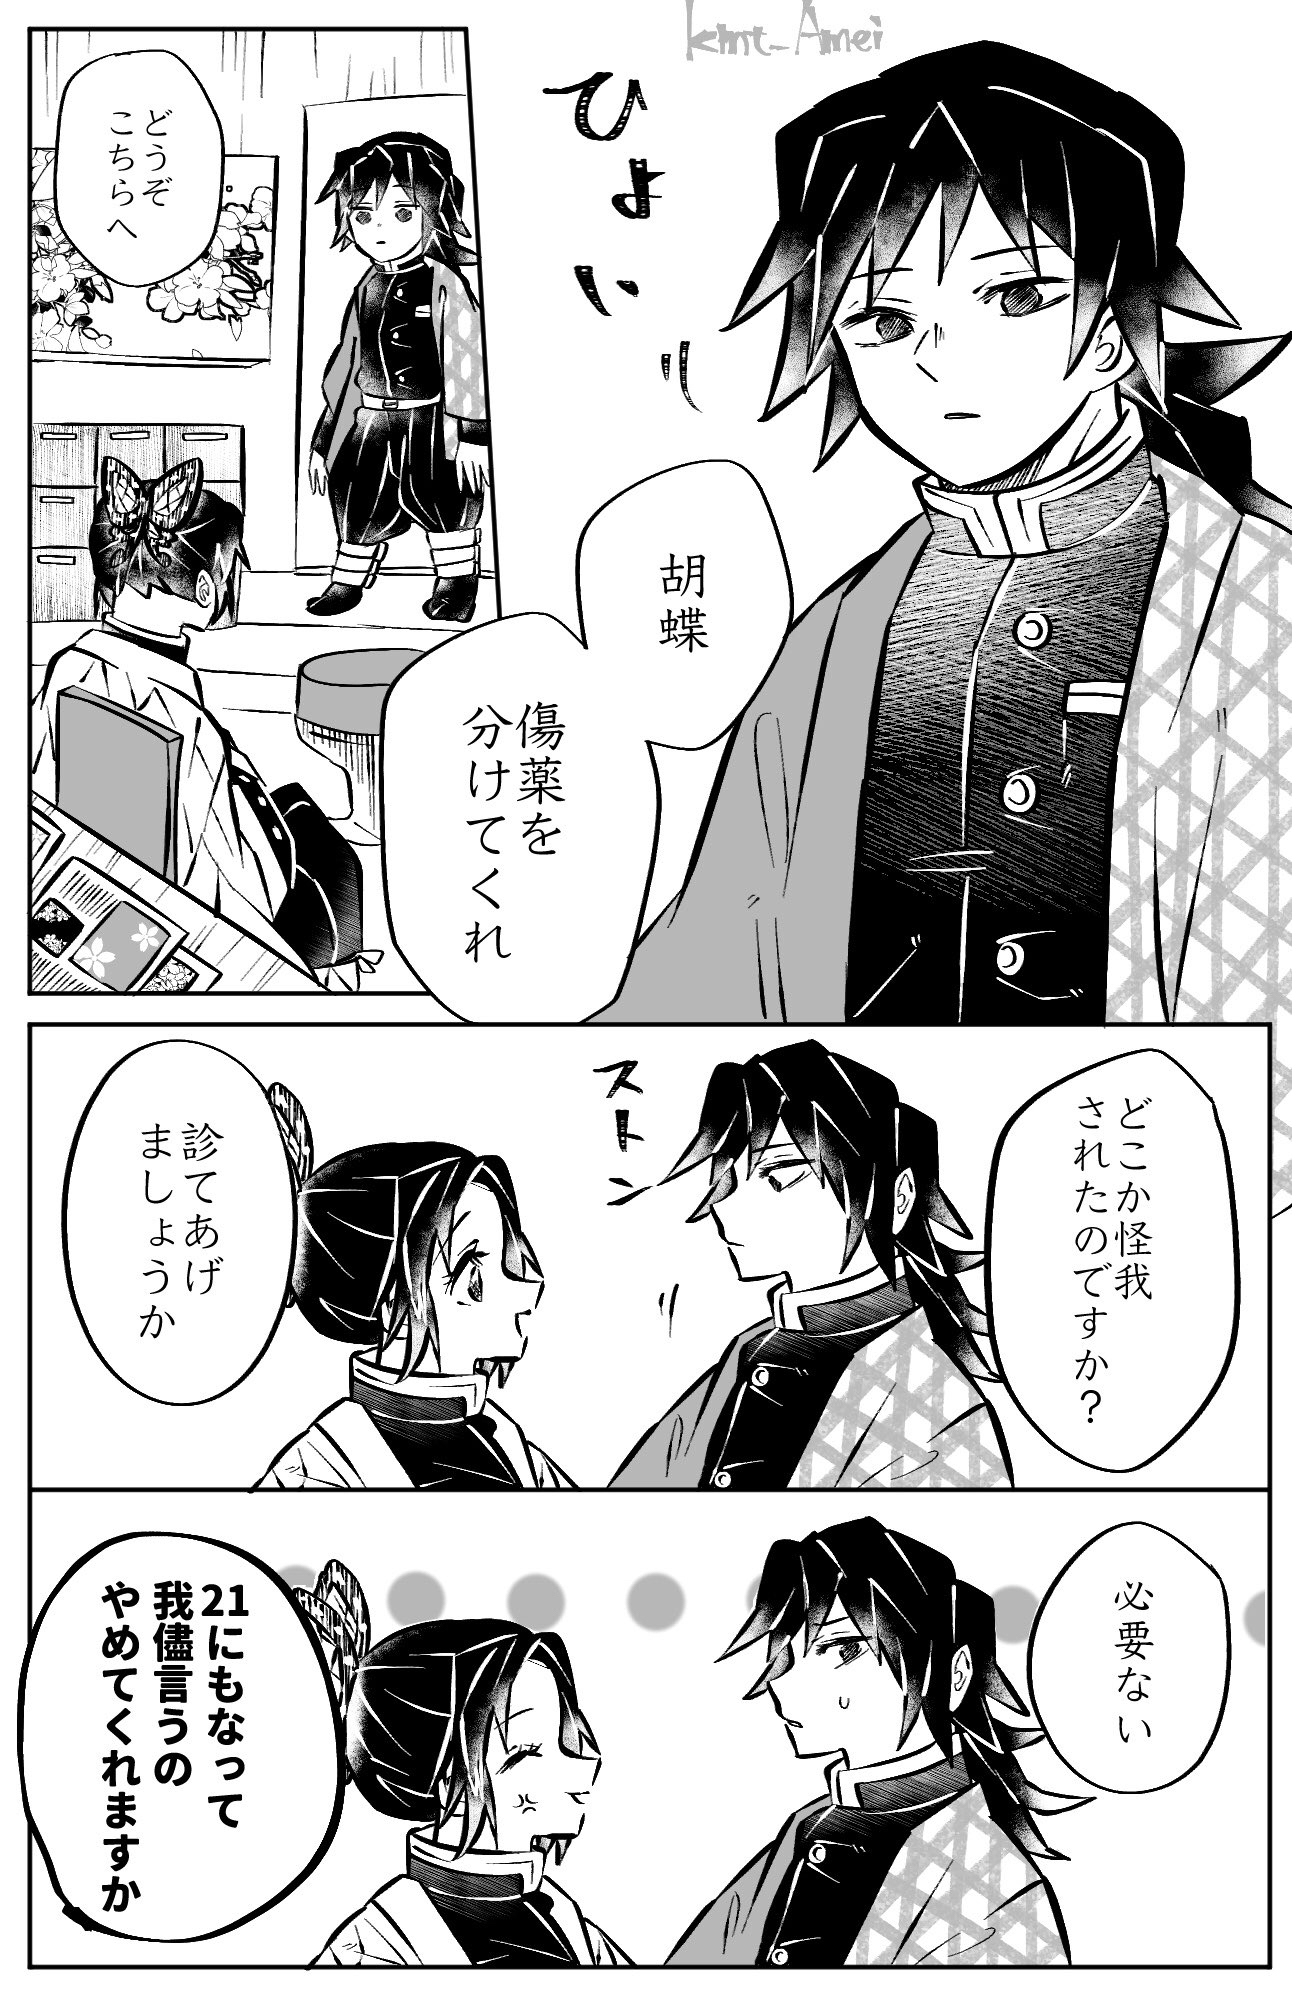 kmt_Amei
ひょい
胡蝶
傷薬を
分けてくれ
どうぞ
こちらへ
どこか怪我
されたのですか？
ストン
診てあげ
ましょうか
必要ない
21にもなって
我儘言うの
やめてくれますか